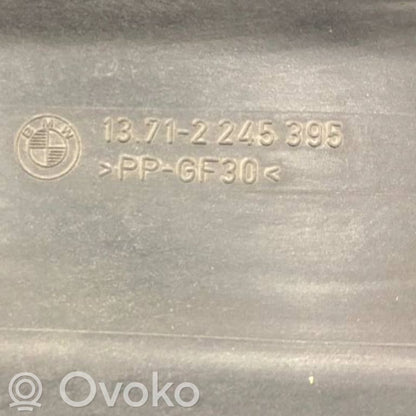 BMW
13.71-2 245 395
>PP-GF30<
Ovoko